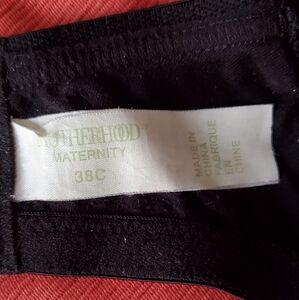 MOTHERHOOD
MATERNITY
38C
MADE IN
CHINA
FABRIQUE
EN
CHINE